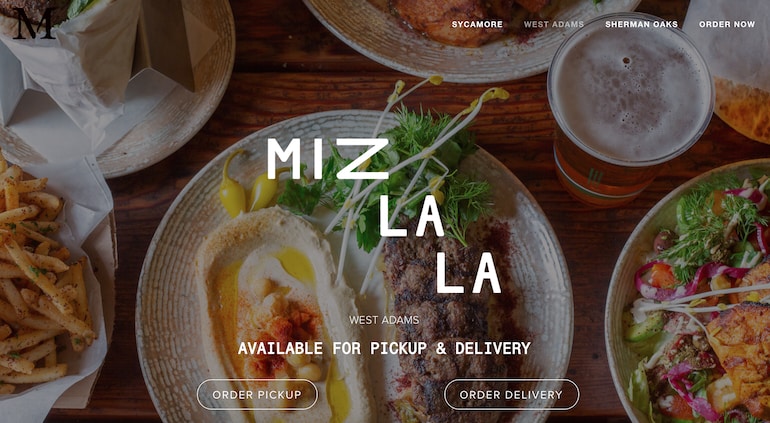 M
SYCAMORE WEST ADAMS SHERMAN OAKS ORDER NOW
MIZ
LA
LA
WEST ADAMS
AVAILABLE FOR PICKUP & DELIVERY
ORDER PICKUP ORDER DELIVERY